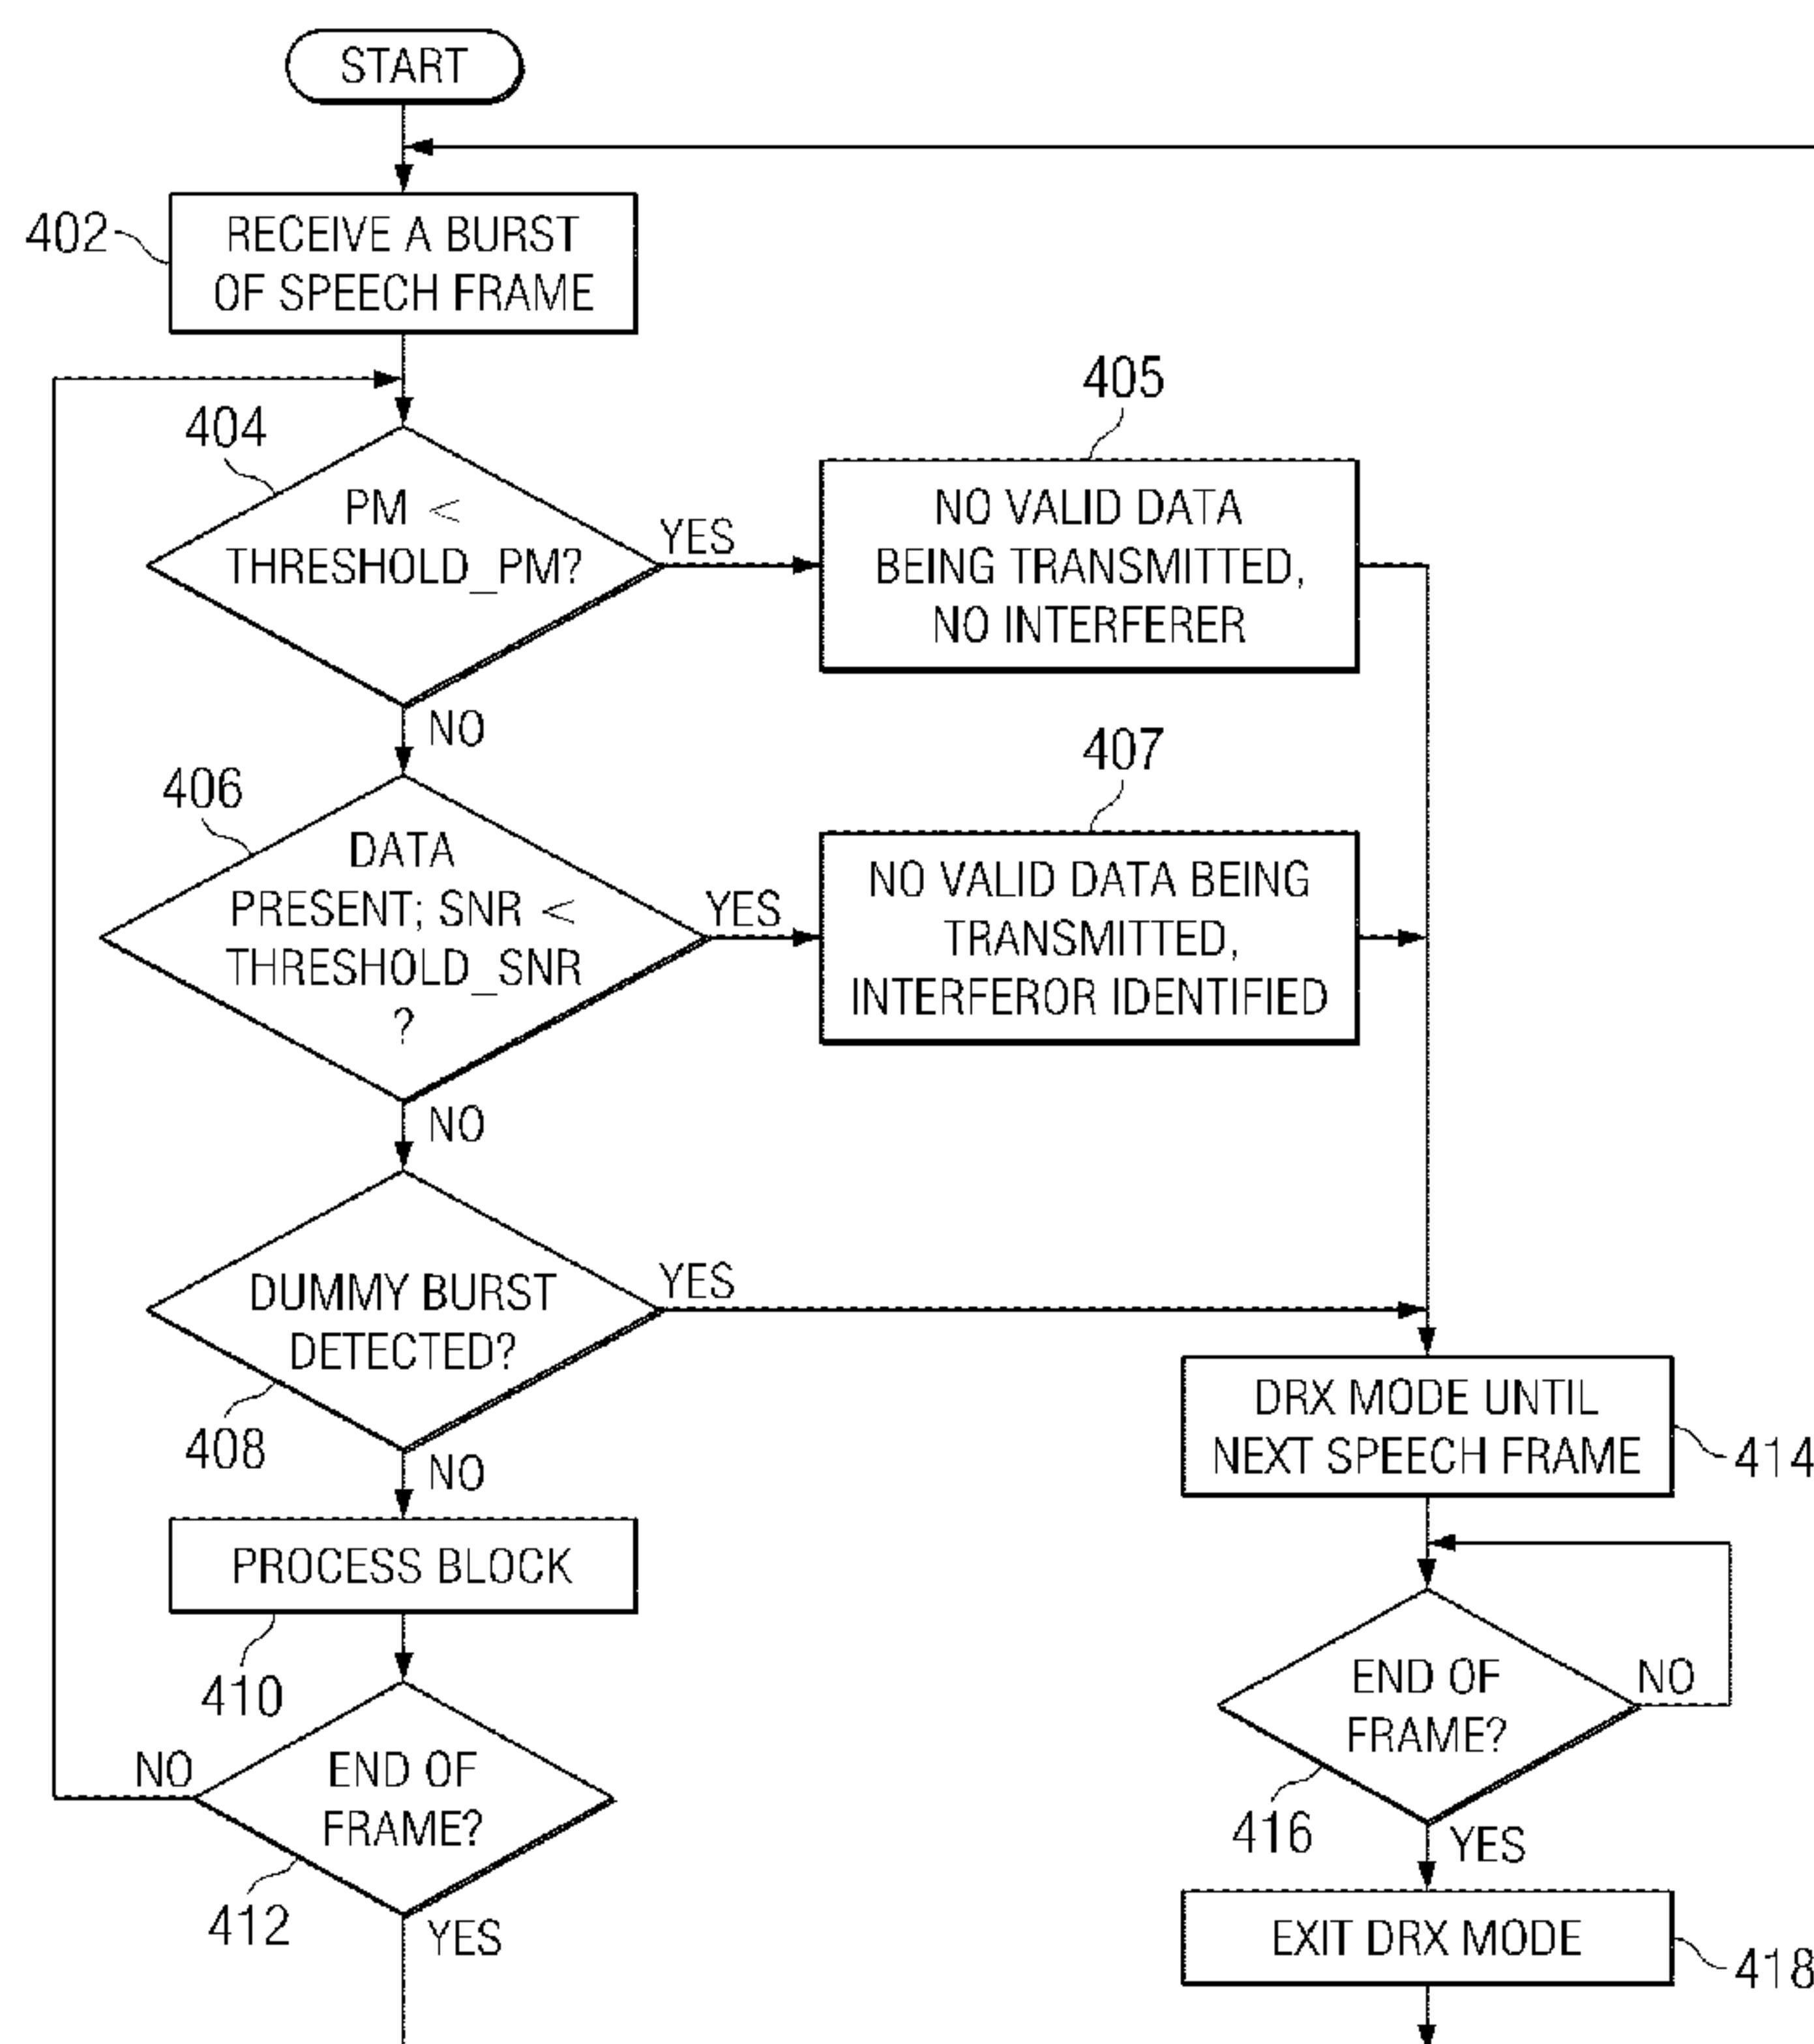 START
402
RECEIVE A BURST
OF SPEECH FRAME
404
PM <
THRESHOLD_PM?
YES
NO
405
NO VALID DATA
BEING TRANSMITTED,
NO INTERFERER
406
DATA
PRESENT; SNR <
THRESHOLD_SNR
?
YES
NO
407
NO VALID DATA BEING
TRANSMITTED,
INTERFEROR IDENTIFIED
DUMMY BURST
DETECTED?
408
YES
NO
DRX MODE UNTIL
NEXT SPEECH FRAME
414
PROCESS BLOCK
410
END OF
FRAME?
NO
412
YES
END OF
FRAME?
NO
416
YES
EXIT DRX MODE
418